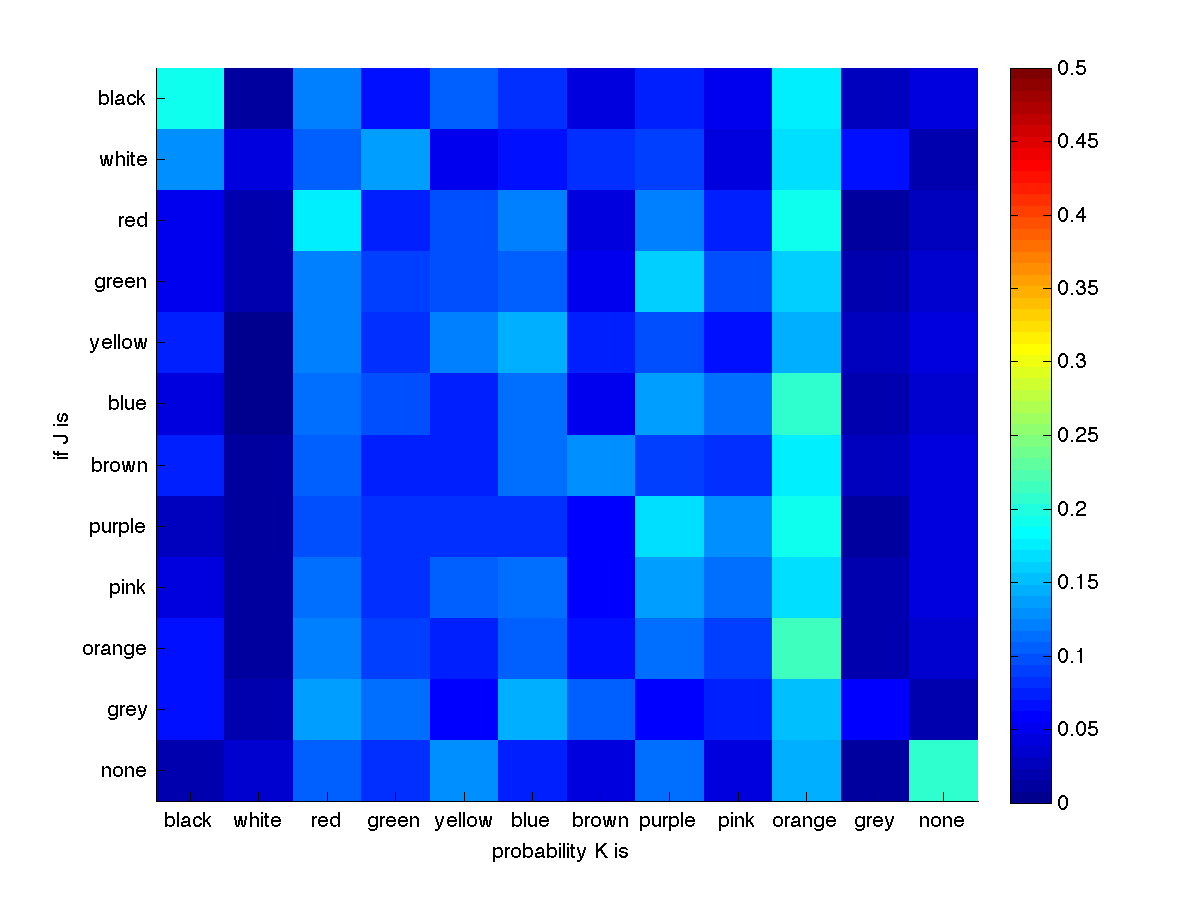 black
white
red
green
yellow
blue
brown
purple
pink
orange
grey
none
if J is
black white red green yellow blue brown purple pink orange grey none
probability K is
0.5
0.45
0.4
0.35
0.3
0.25
0.2
0.15
0.1
0.05
0